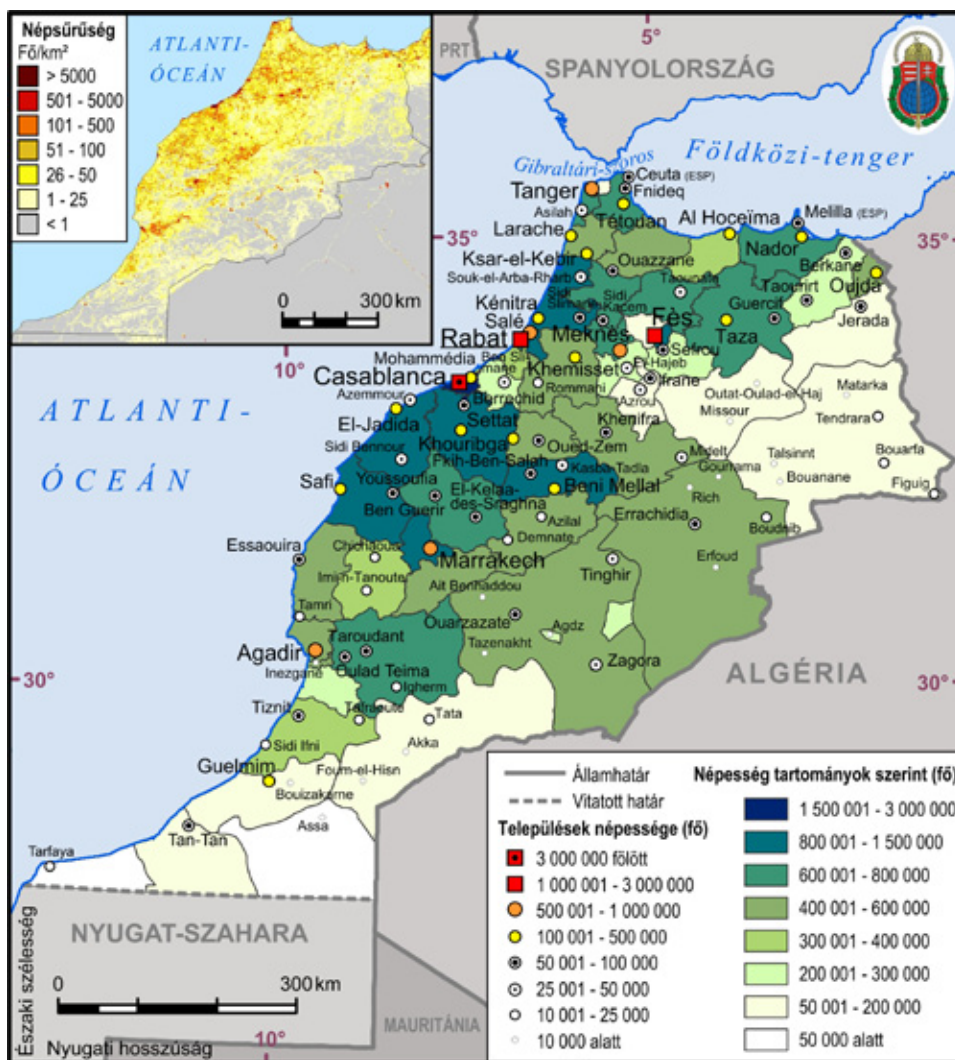 Népsűrűség
Fő/km²
> 5000
501 - 5000
101 - 500
51 - 100
26 - 50
1 - 25
< 1
ATLANTI-
ÓCEÁN
0 300 km
5°
PRT
SPANYOLORSZÁG
Gibraltári-szoros
Földközi-tenger
Ceuta (ESP)
Fnideq
Tanger
Asilah
Tétouan
Al Hoceïma
Melilla (ESP)
Larache
Nador
35°
35°
Ksar-el-Kebir
Ouazzane
Berkane
Souk-el-Arba-Rharb
Taounate
Taourirt
Oujda
Sidi
Slimane
Sidi
Kacem
Guercif
Kénitra
Salé
Fès
Jerada
Rabat
Meknès
Taza
Sefrou
10°
Mohammédia
Ben Sli-
mane
Khemisset
El-Hajeb
Casablanca
Rommani
Ifrane
Outat-Oulad-el-Haj
Matarka
Azemmour
Berrechid
Azrou
Missour
Tendrara
ATLANTI-
ÓCEÁN
El-Jadida
Settat
Khenifra
Khouribga
Oued-Zem
Sidi Bennour
Fkih-Ben-Salah
Kasba-Tadla
Midelt
Talsinnt
Bouarfa
Gourrama
Safi
Youssoufia
El-Kelaa-
des-Sraghna
Beni Mellal
Bouanane
Figuig
Rich
Ben Guerir
Azilal
Errachidia
Boudnib
Demnate
Essaouira
Chichaoua
Marrakech
Erfoud
Imi-n-Tanoute
Ait Benhaddou
Tinghir
Tamri
Ouarzazate
Taroudant
Agdz
Agadir
Tazenakht
Inezgane
Oulad Teima
Zagora
ALGÉRIA
30°
30°
Igherm
Tiznit
Tafraoute
Tata
Sidi Ifni
Akka
Guelmim
Foum-el-Hisn
Bouizakarne
Assa
Tan-Tan
Tarfaya
NYUGAT-SZAHARA
0 300 km
MAURITÁNIA
Északi szélesség
Nyugati hosszúság
10°
Államhatár
Vitatott határ
Települések népessége (fő)
3 000 000 fölött
1 000 001 - 3 000 000
500 001 - 1 000 000
100 001 - 500 000
50 001 - 100 000
25 001 - 50 000
10 001 - 25 000
10 000 alatt
Népesség tartományok szerint (fő)
1 500 001 - 3 000 000
800 001 - 1 500 000
600 001 - 800 000
400 001 - 600 000
300 001 - 400 000
200 001 - 300 000
50 001 - 200 000
50 000 alatt